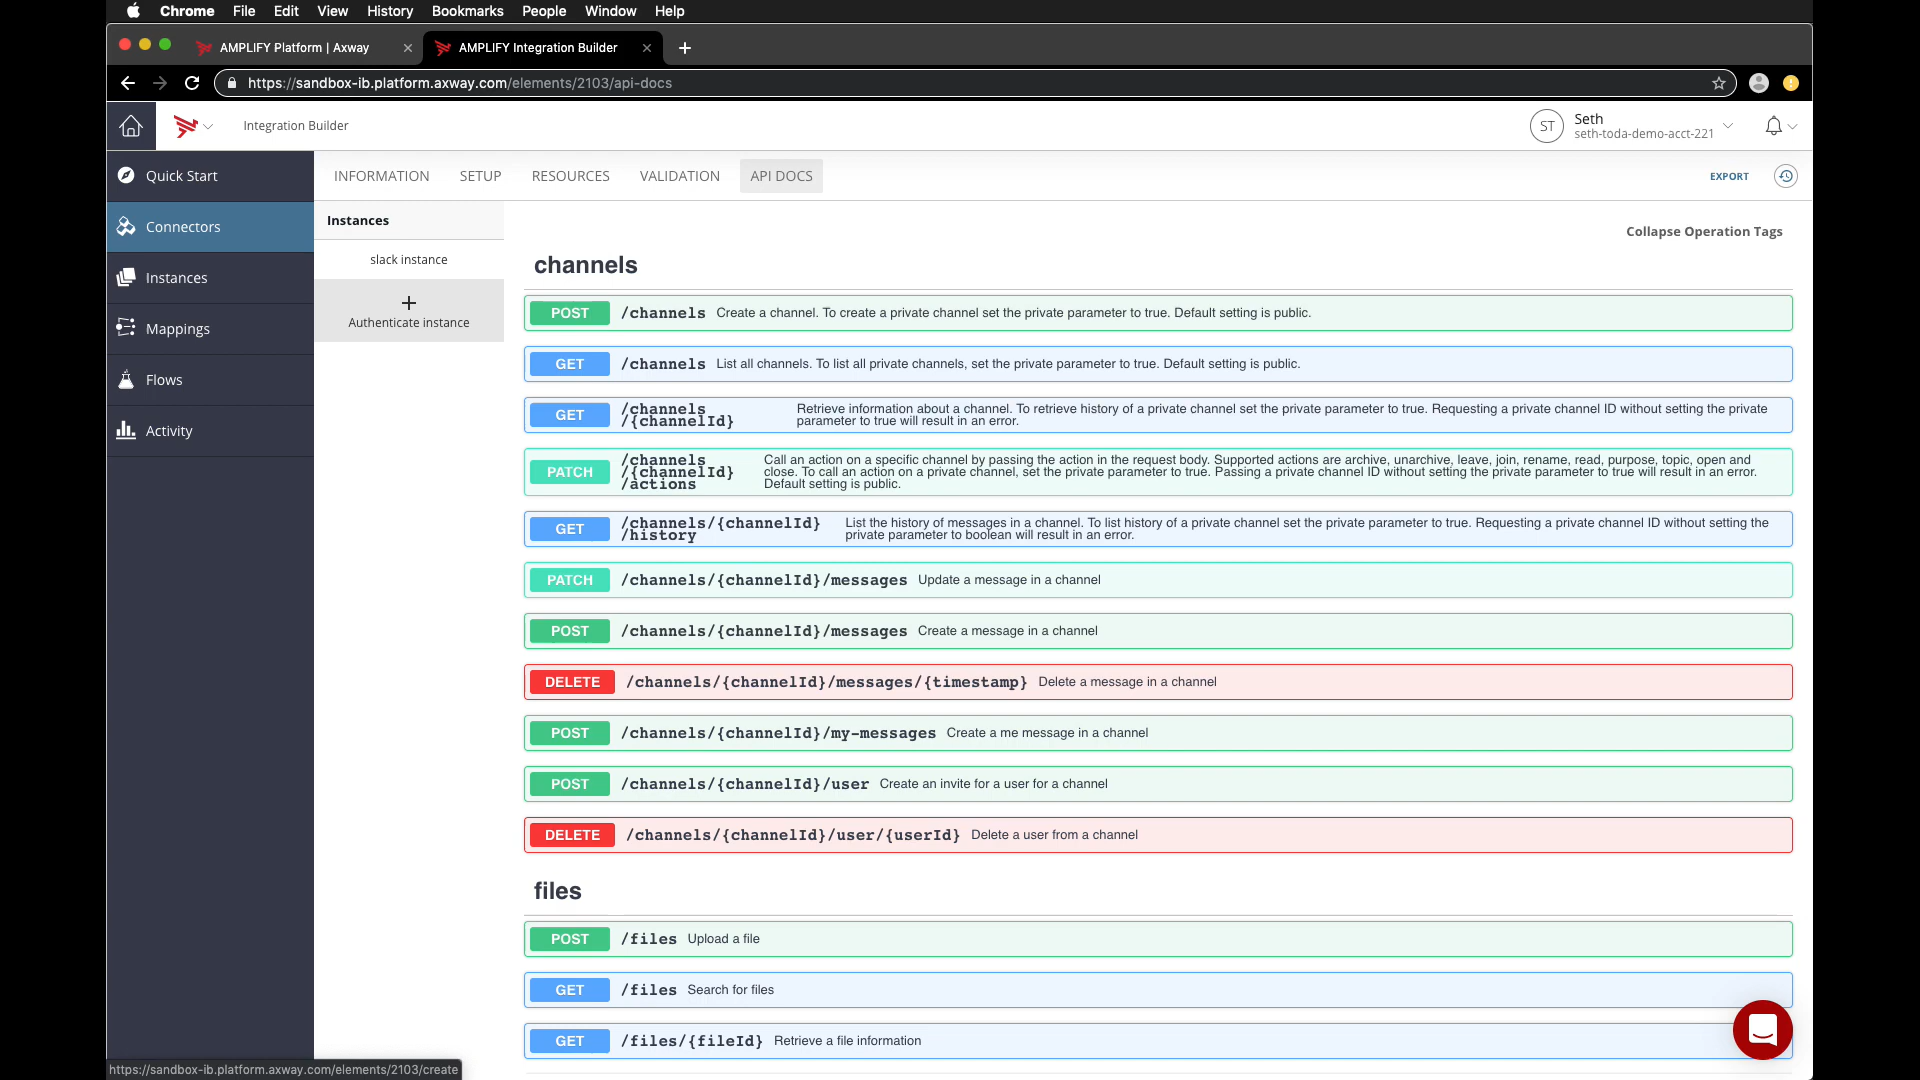 Chrome File Edit View History Bookmarks People Window Help
AMPLIFY Platform | Axway
AMPLIFY Integration Builder
https://sandbox-ib.platform.axway.com/elements/2103/api-docs
Integration Builder
ST
Seth
seth-toda-demo-acct-221
Quick Start
Connectors
Instances
Mappings
Flows
Activity
INFORMATION SETUP RESOURCES VALIDATION API DOCS
EXPORT
Instances
slack instance
+
Authenticate instance
Collapse Operation Tags
channels
POST /channels Create a channel. To create a private channel set the private parameter to true. Default setting is public.
GET /channels List all channels. To list all private channels, set the private parameter to true. Default setting is public.
GET /channels Retrieve information about a channel. To retrieve history of a private channel set the private parameter to true. Requesting a private channel ID without setting the private
/{channelId} parameter to true will result in an error.
/channels Call an action on a specific channel by passing the action in the request body. Supported actions are archive, unarchive, leave, join, rename, read, purpose, topic, open and
PATCH /{channelId} close. To call an action on a private channel, set the private parameter to true. Passing a private channel ID without setting the private parameter to true will result in an error.
/actions Default setting is public.
GET /channels/{channelId} List the history of messages in a channel. To list history of a private channel set the private parameter to true. Requesting a private channel ID without setting the
/history private parameter to boolean will result in an error.
PATCH /channels/{channelId}/messages Update a message in a channel
POST /channels/{channelId}/messages Create a message in a channel
DELETE /channels/{channelId}/messages/{timestamp} Delete a message in a channel
POST /channels/{channelId}/my-messages Create a me message in a channel
POST /channels/{channelId}/user Create an invite for a user for a channel
DELETE /channels/{channelId}/user/{userId} Delete a user from a channel
files
POST /files Upload a file
GET /files Search for files
GET /files/{fileId} Retrieve a file information
https://sandbox-ib.platform.axway.com/elements/2103/create